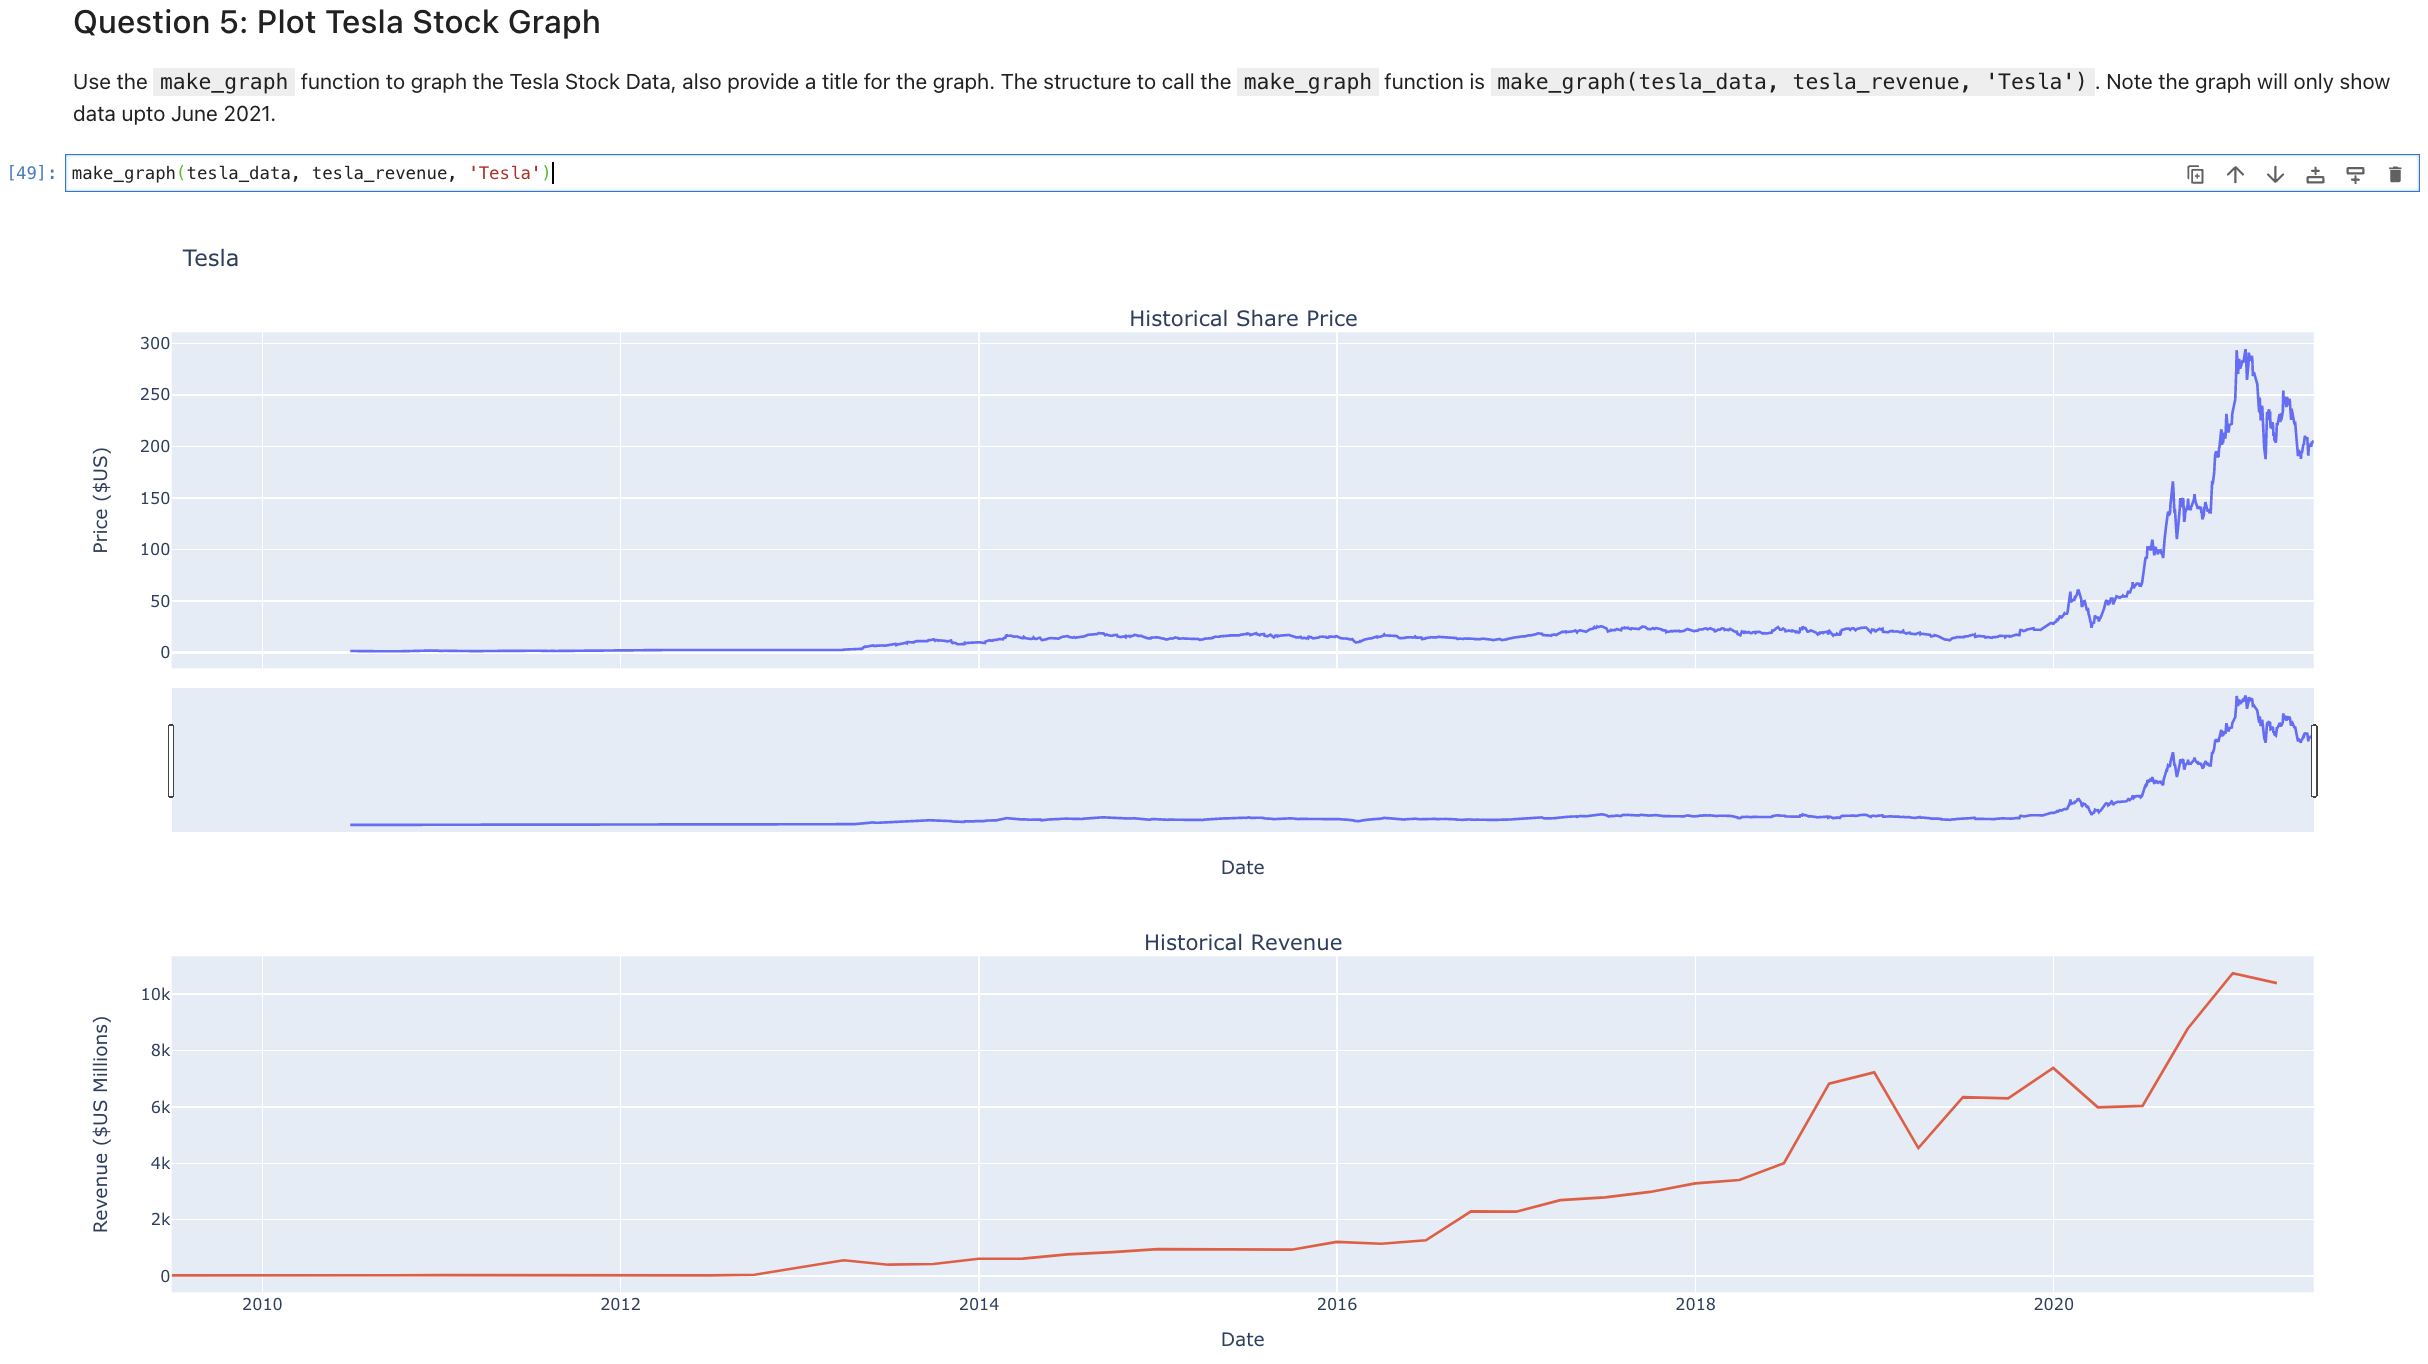 Question 5: Plot Tesla Stock Graph
Use the make_graph function to graph the Tesla Stock Data, also provide a title for the graph. The structure to call the make_graph function is make_graph(tesla_data, tesla_revenue, 'Tesla') . Note the graph will only show
data upto June 2021.
[49]: make_graph(tesla_data, tesla_revenue, 'Tesla')
Tesla
Historical Share Price
300
250
200
150
100
50
0
Price ($US)
Date
Historical Revenue
10k
8k
6k
4k
2k
0
Revenue ($US Millions)
2010 2012 2014 2016 2018 2020
Date